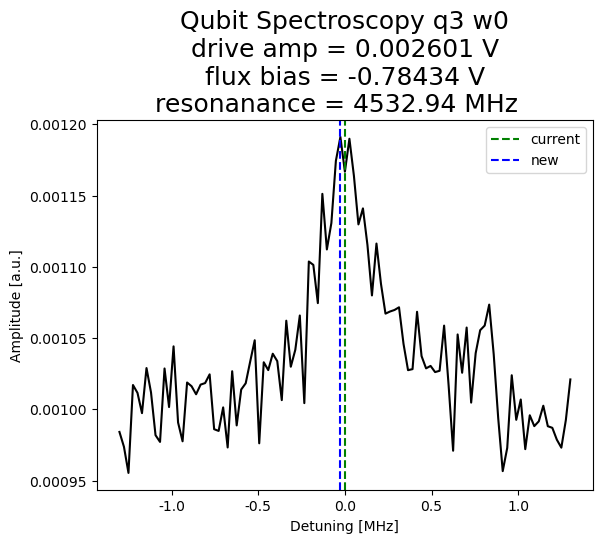 Qubit Spectroscopy q3 w0
drive amp = 0.002601 V
flux bias = -0.78434 V
resonanance = 4532.94 MHz
current
new
0.00120
0.00115
0.00110
0.00105
0.00100
0.00095
Amplitude [a.u.]
-1.0
-0.5
0.0
0.5
1.0
Detuning [MHz]